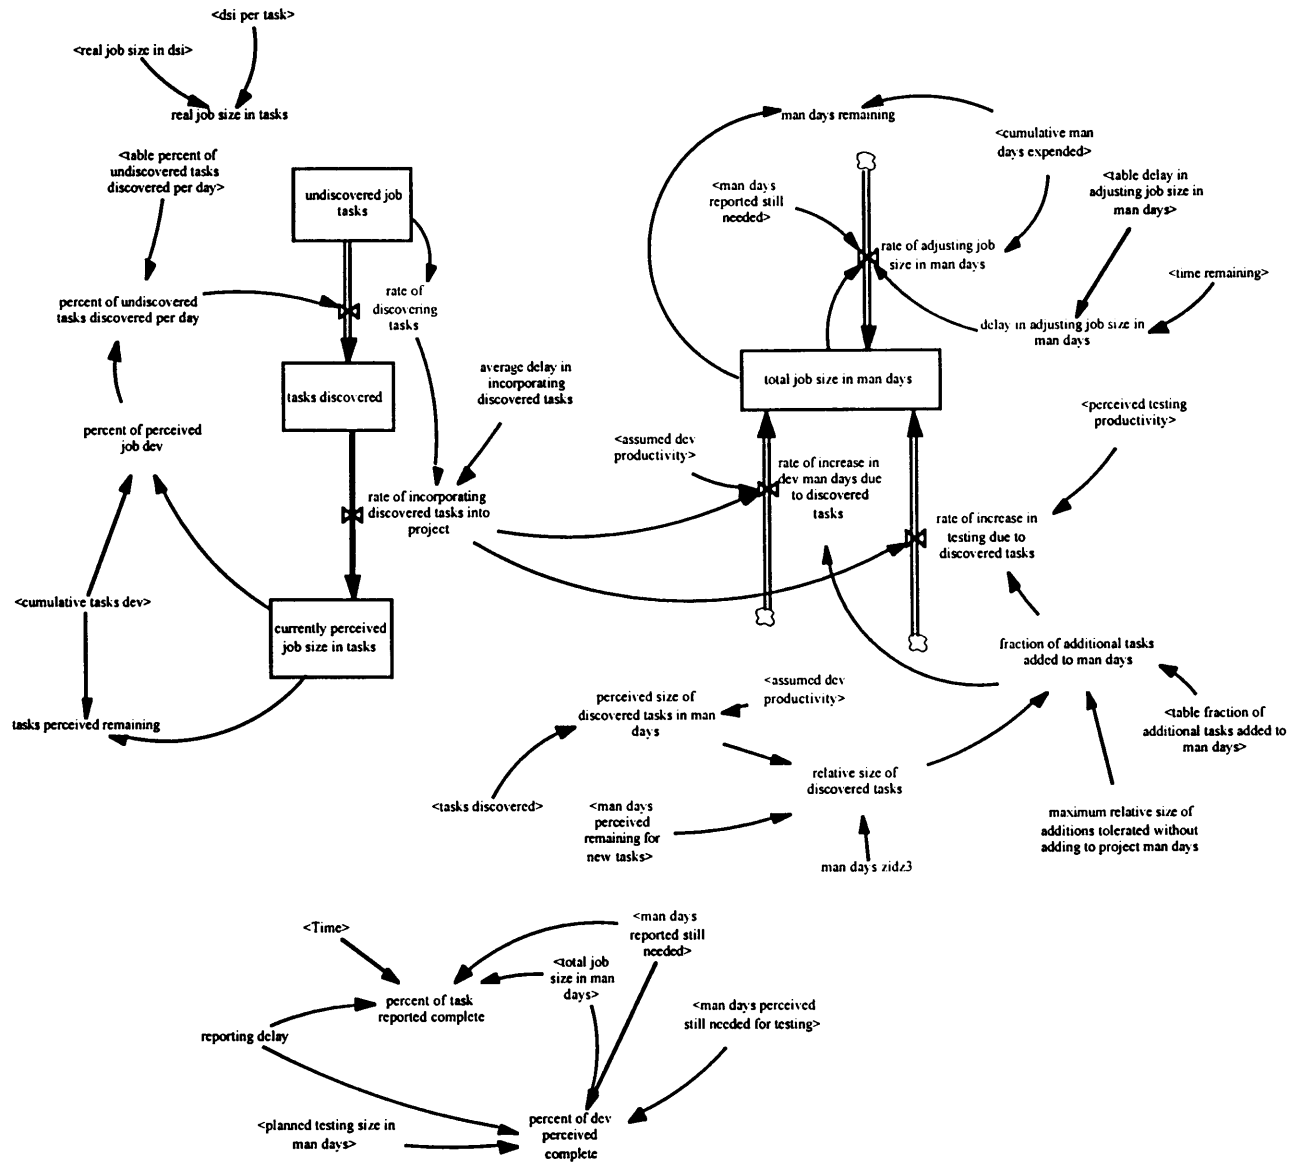 <dsi per task>
<real job size in dsi>
real job size in tasks
<table percent of
undiscovered tasks
discovered per day>
undiscovered job
tasks
percent of undiscovered
tasks discovered per day
rate of
discovering
tasks
tasks discovered
average delay in
incorporating
discovered tasks
percent of perceived
job dev
rate of incorporating
discovered tasks into
project
<cumulative tasks dev>
currently perceived
job size in tasks
tasks perceived remaining
man days remaining
<cumulative man
days expended>
<man days
reported still
needed>
<table delay in
adjusting job size in
man days>
rate of adjusting job
size in man days
<time remaining>
delay in adjusting job size in
man days
total job size in man days
<perceived testing
productivity>
<assumed dev
productivity>
rate of increase in
dev man days due
to discovered
tasks
rate of increase in
testing due to
discovered tasks
fraction of additional tasks
added to man days
<assumed dev
productivity>
perceived size of
discovered tasks in man
days
<table fraction of
additional tasks added to
man days>
relative size of
discovered tasks
<tasks discovered>
<man days
perceived
remaining for
new tasks>
maximum relative size of
additions tolerated without
adding to project man days
man days zidz3
<Time>
<man days
reported still
needed>
<total job
size in man
days>
percent of task
reported complete
<man days perceived
still needed for testing>
reporting delay
percent of dev
perceived
complete
<planned testing size in
man days>